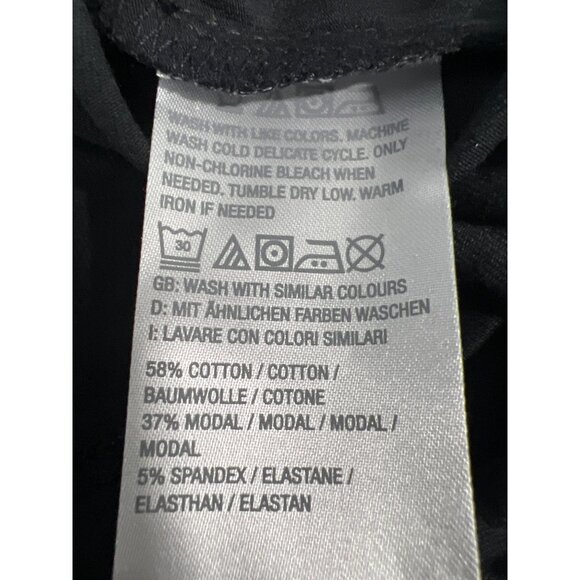 WASH WITH LIKE COLORS. MACHINE
WASH COLD DELICATE CYCLE. ONLY
NON-CHLORINE BLEACH WHEN
NEEDED. TUMBLE DRY LOW. WARM
IRON IF NEEDED
30
GB: WASH WITH SIMILAR COLOURS
D: MIT ÄHNLICHEN FARBEN WASCHEN
I: LAVARE CON COLORI SIMILARI
58% COTTON / COTTON /
BAUMWOLLE / COTONE
37% MODAL / MODAL / MODAL /
MODAL
5% SPANDEX / ELASTANE /
ELASTHAN / ELASTAN